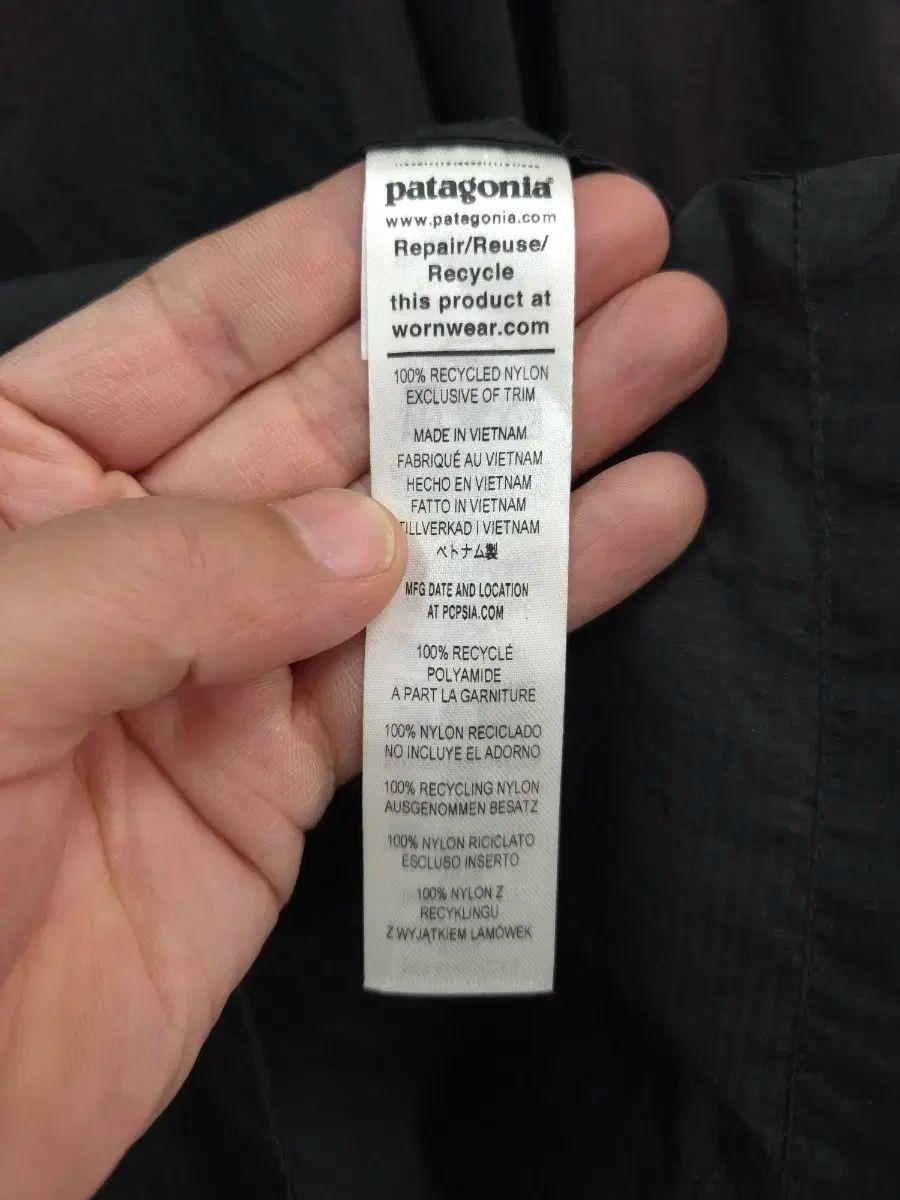 patagonia®
www.patagonia.com
Repair/Reuse/
Recycle
this product at
wornwear.com
100% RECYCLED NYLON
EXCLUSIVE OF TRIM
MADE IN VIETNAM
FABRIQUÉ AU VIETNAM
HECHO EN VIETNAM
FATTO IN VIETNAM
TILLVERKAD I VIETNAM
ベトナム製
MFG DATE AND LOCATION
AT PCPSIA.COM
100% RECYCLÉ
POLYAMIDE
A PART LA GARNITURE
100% NYLON RECICLADO
NO INCLUYE EL ADORNO
100% RECYCLING NYLON
AUSGENOMMEN BESATZ
100% NYLON RICICLATO
ESCLUSO INSERTO
100% NYLON Z
RECYKLINGU
Z WYJĄTKIEM LAMÓWEK